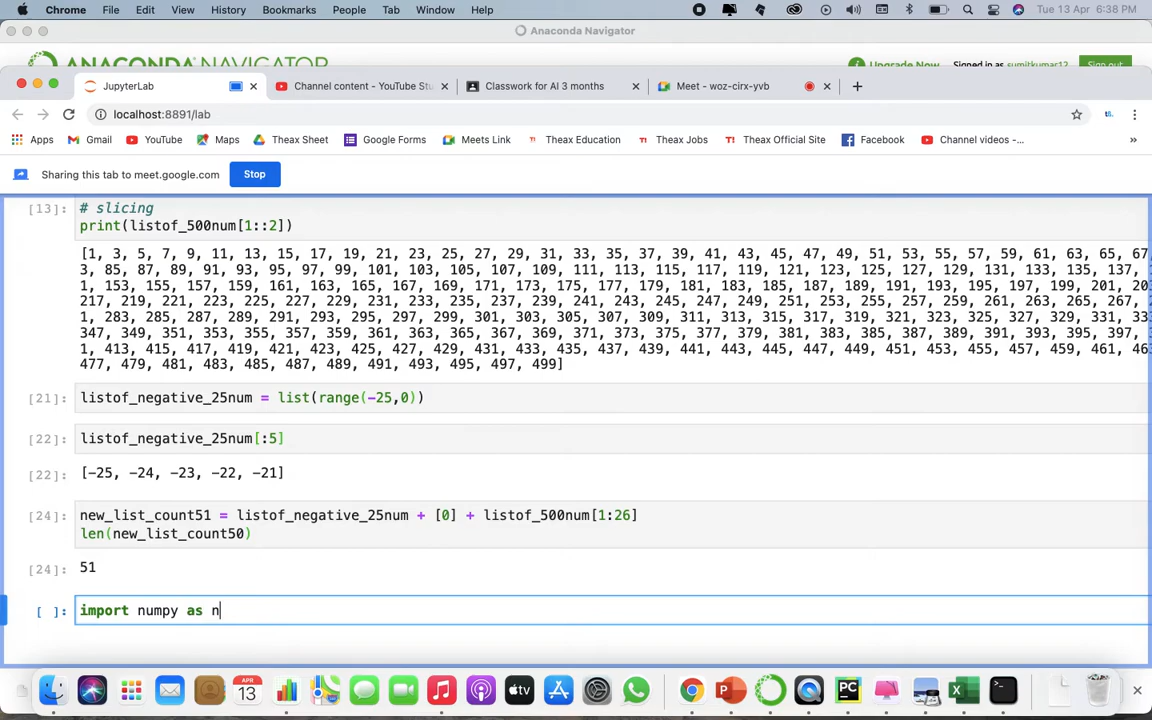 Chrome File Edit View History Bookmarks People Tab Window Help Tue 13 Apr 6:38 PM
Anaconda Navigator
ANACONDA NAVIGATOR Upgrade Now Signed in as sumitkumar12 Sign out
JupyterLab Channel content - YouTube Stu Classwork for AI 3 months Meet - woz-cirx-yvb
localhost:8891/lab
Apps Gmail YouTube Maps Theax Sheet Google Forms Meets Link Theax Education Theax Jobs Theax Official Site Facebook Channel videos -... »
Sharing this tab to meet.google.com Stop
[13]: # slicing
print(listof_500num[1::2])
[1, 3, 5, 7, 9, 11, 13, 15, 17, 19, 21, 23, 25, 27, 29, 31, 33, 35, 37, 39, 41, 43, 45, 47, 49, 51, 53, 55, 57, 59, 61, 63, 65, 67
3, 85, 87, 89, 91, 93, 95, 97, 99, 101, 103, 105, 107, 109, 111, 113, 115, 117, 119, 121, 123, 125, 127, 129, 131, 133, 135, 137,
1, 153, 155, 157, 159, 161, 163, 165, 167, 169, 171, 173, 175, 177, 179, 181, 183, 185, 187, 189, 191, 193, 195, 197, 199, 201, 20
217, 219, 221, 223, 225, 227, 229, 231, 233, 235, 237, 239, 241, 243, 245, 247, 249, 251, 253, 255, 257, 259, 261, 263, 265, 267,
1, 283, 285, 287, 289, 291, 293, 295, 297, 299, 301, 303, 305, 307, 309, 311, 313, 315, 317, 319, 321, 323, 325, 327, 329, 331, 33
347, 349, 351, 353, 355, 357, 359, 361, 363, 365, 367, 369, 371, 373, 375, 377, 379, 381, 383, 385, 387, 389, 391, 393, 395, 397,
1, 413, 415, 417, 419, 421, 423, 425, 427, 429, 431, 433, 435, 437, 439, 441, 443, 445, 447, 449, 451, 453, 455, 457, 459, 461, 46
477, 479, 481, 483, 485, 487, 489, 491, 493, 495, 497, 499]
[21]: listof_negative_25num = list(range(-25,0))
[22]: listof_negative_25num[:5]
[22]: [-25, -24, -23, -22, -21]
[24]: new_list_count51 = listof_negative_25num + [0] + listof_500num[1:26]
len(new_list_count50)
[24]: 51
[ ]: import numpy as n